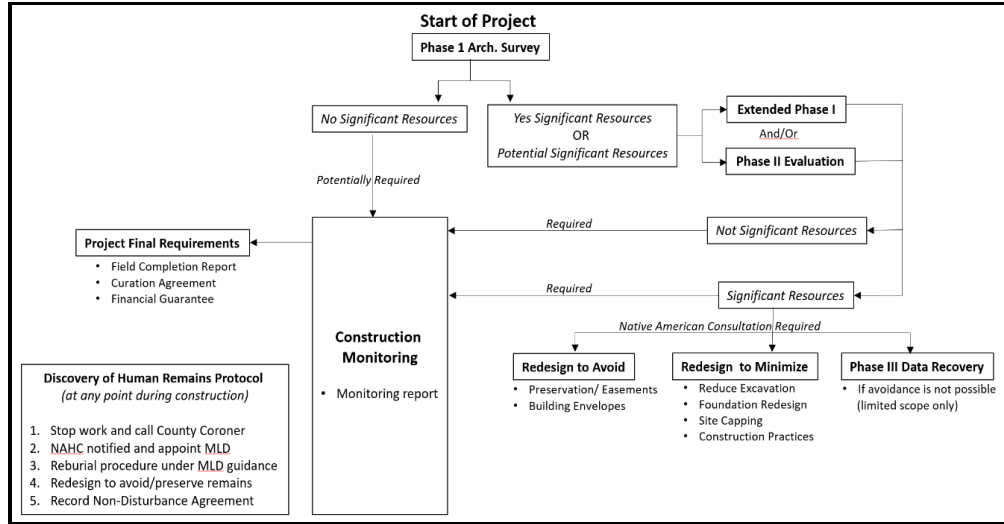 Start of Project
Phase 1 Arch. Survey
No Significant Resources
Yes Significant Resources
OR
Potential Significant Resources
Extended Phase I
And/Or
Phase II Evaluation
Potentially Required
Project Final Requirements
• Field Completion Report
• Curation Agreement
• Financial Guarantee
Required
Not Significant Resources
Required
Significant Resources
Native American Consultation Required
Construction
Monitoring
• Monitoring report
Redesign to Avoid
• Preservation/ Easements
• Building Envelopes
Redesign to Minimize
• Reduce Excavation
• Foundation Redesign
• Site Capping
• Construction Practices
Phase III Data Recovery
• If avoidance is not possible
(limited scope only)
Discovery of Human Remains Protocol
(at any point during construction)
1. Stop work and call County Coroner
2. NAHC notified and appoint MLD
3. Reburial procedure under MLD guidance
4. Redesign to avoid/preserve remains
5. Record Non-Disturbance Agreement